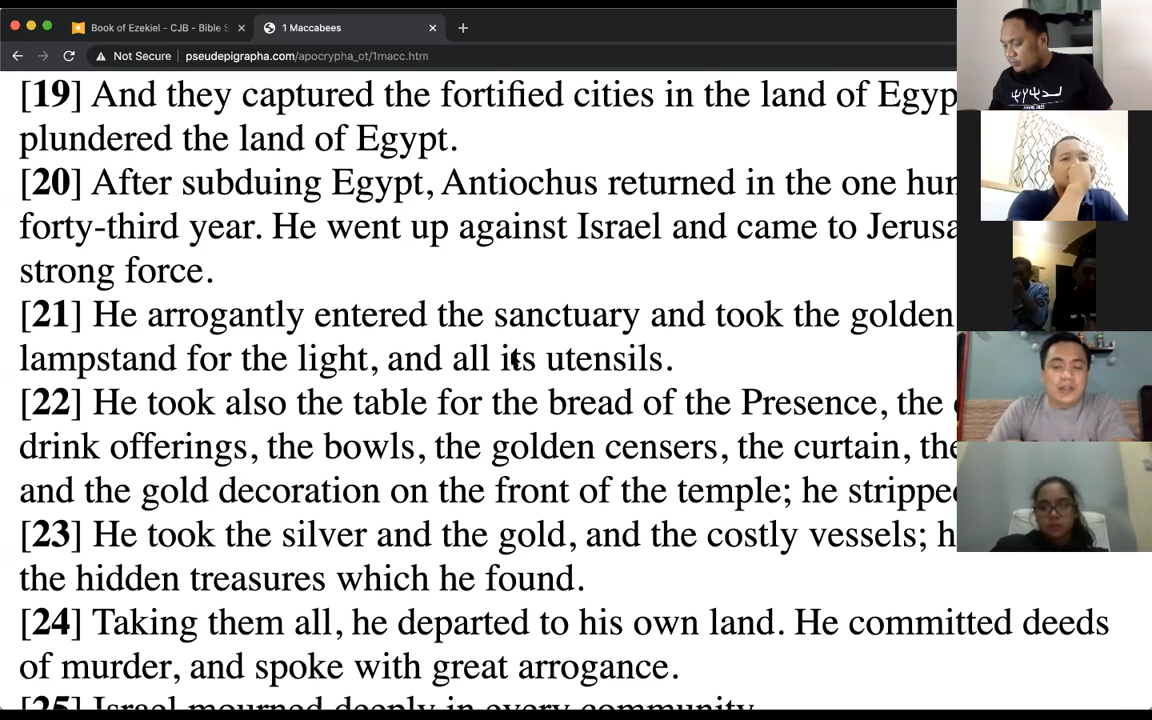 Book of Ezekiel - CJB - Bible
1 Maccabees
Not Secure pseudepigrapha.com/apocrypha_ot/1macc.htm
[19] And they captured the fortified cities in the land of
plundered the land of Egypt.
[20] After subduing Egypt, Antiochus returned in the one
forty-third year. He went up against Israel and came to
strong force.
[21] He arrogantly entered the sanctuary and took the golden
lampstand for the light, and all its utensils.
[22] He took also the table for the bread of the Presence, the
drink offerings, the bowls, the golden censers, the curtain,
and the gold decoration on the front of the temple; he
[23] He took the silver and the gold, and the costly vessels;
the hidden treasures which he found.
[24] Taking them all, he departed to his own land. He committed deeds
of murder, and spoke with great arrogance.
[25] Israel mourned deeply in every community,